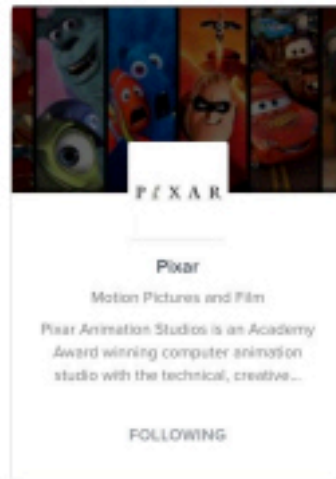 PIXAR
Pixar
Motion Pictures and Film
Pixar Animation Studios is an Academy
Award winning computer animation
studio with the technical, creative...
FOLLOWING